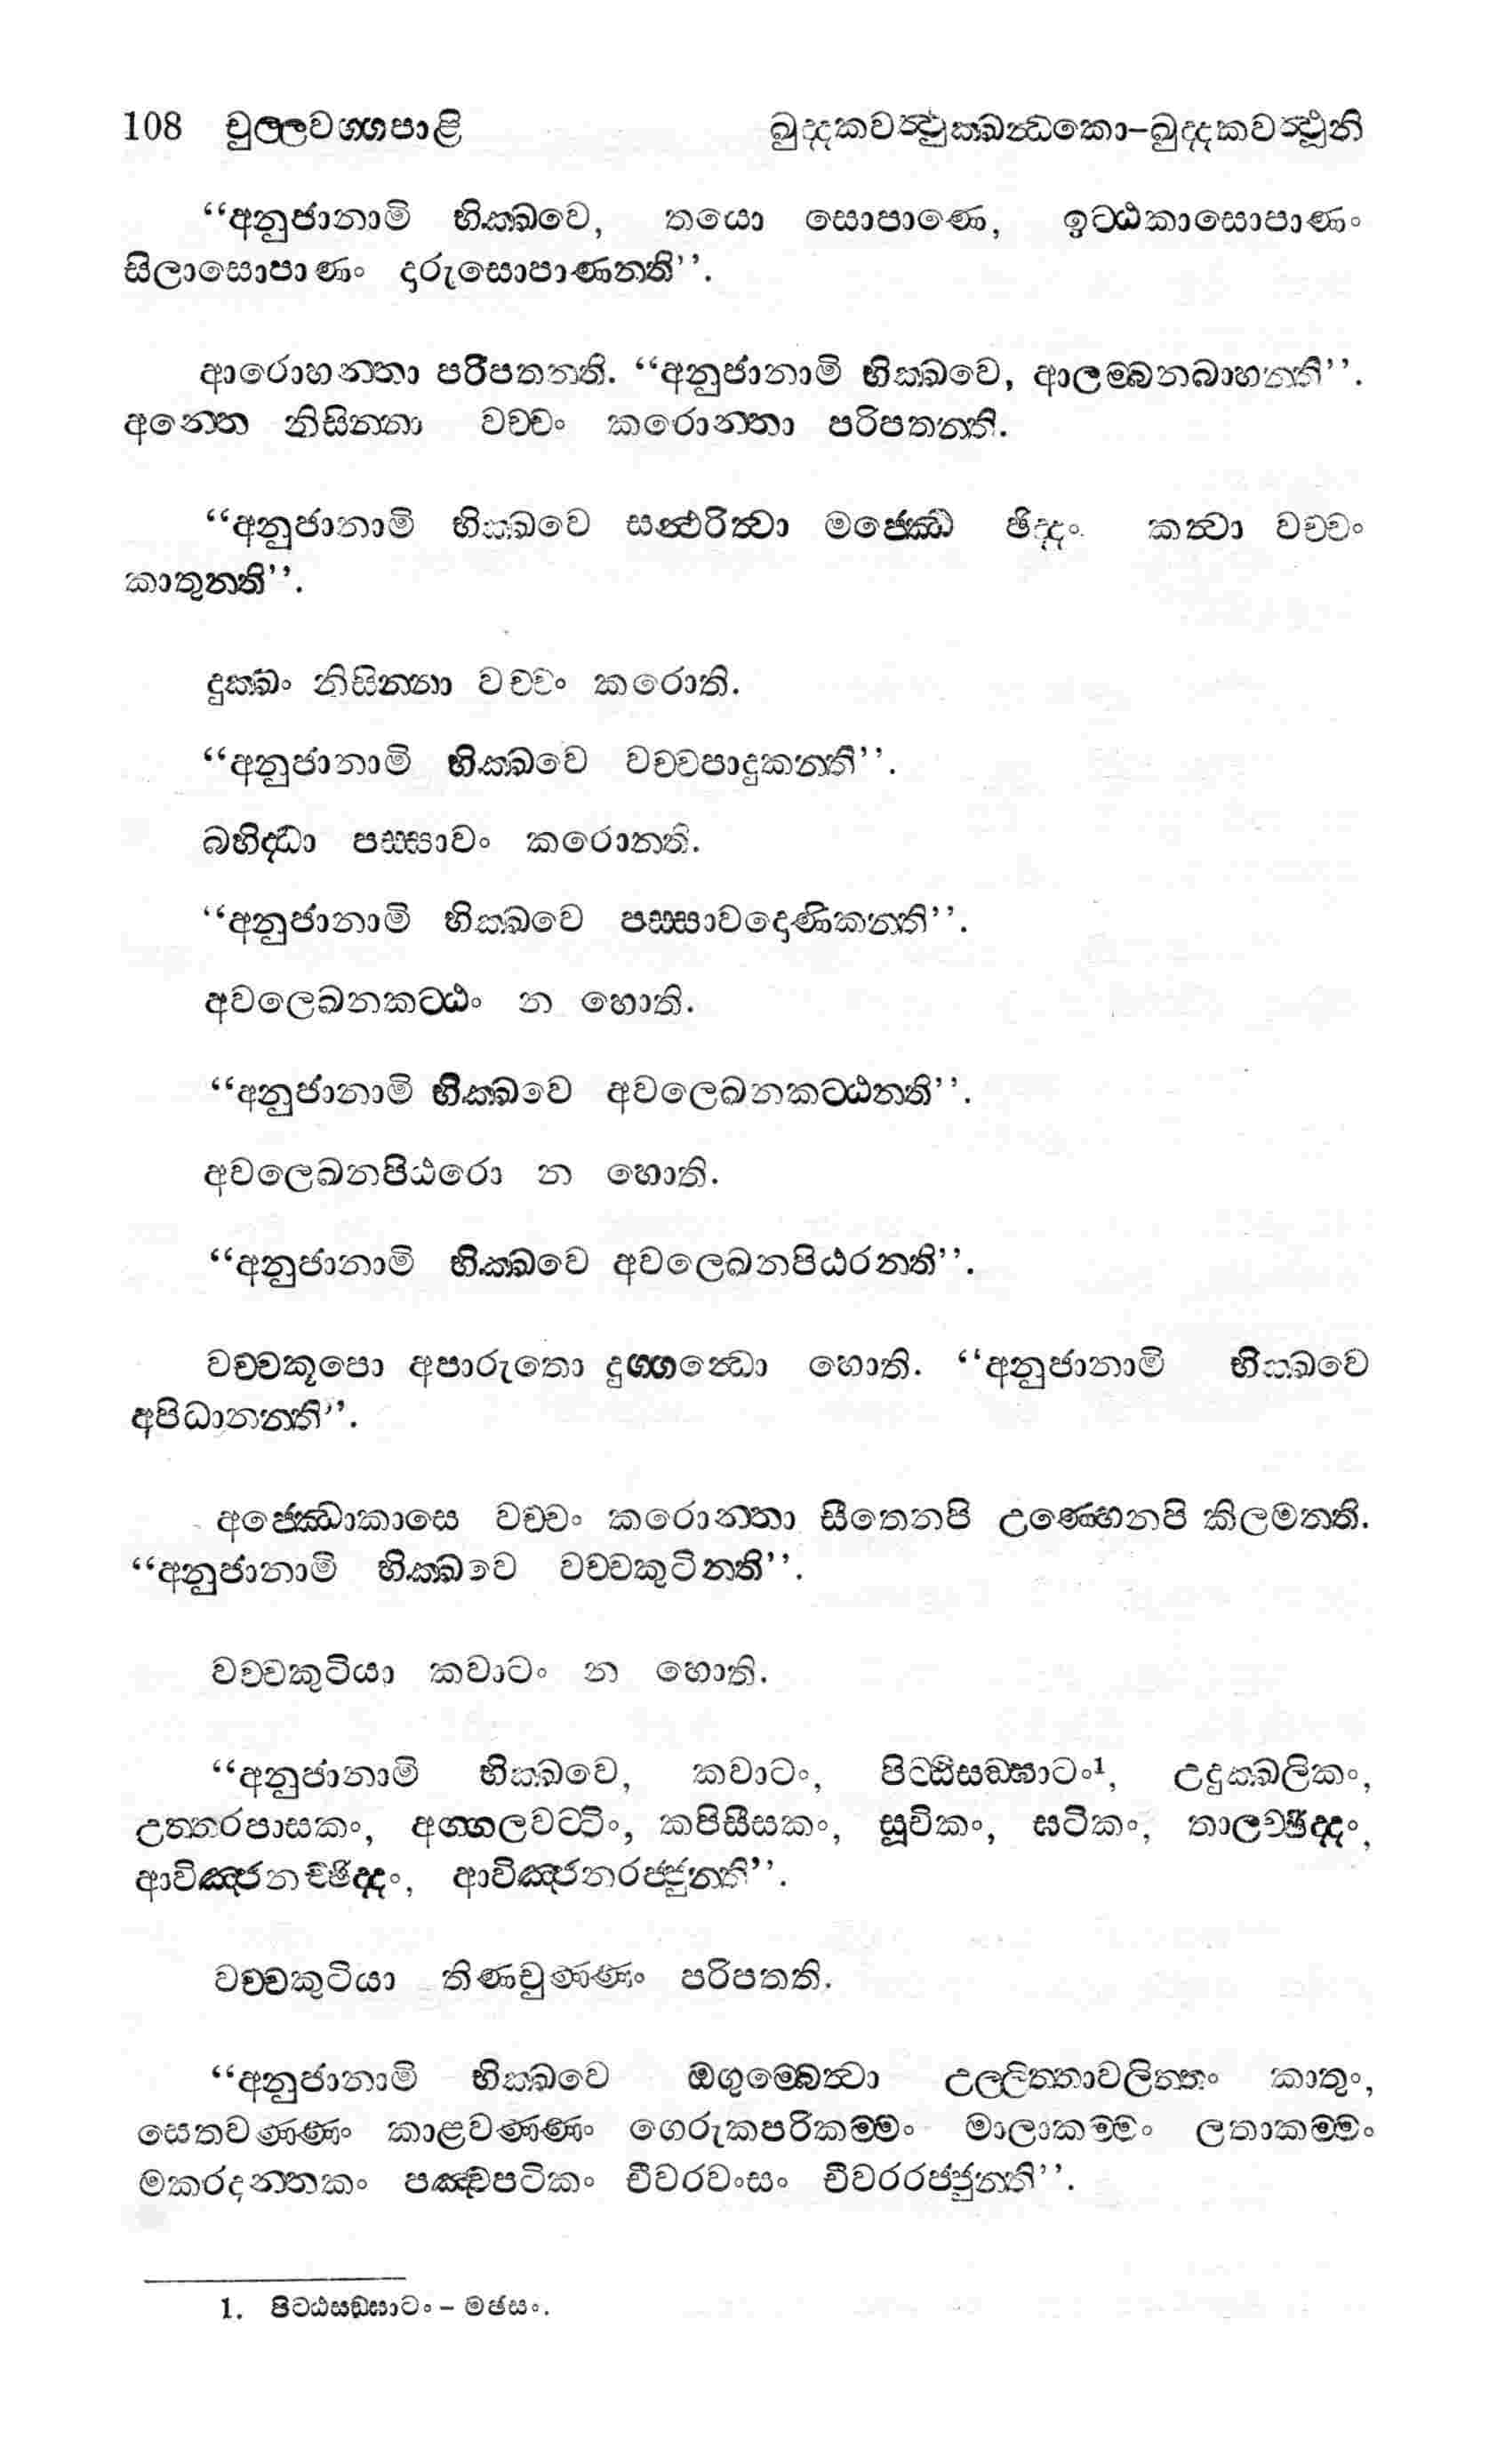 108 චුල්ලවග්ගපාළි ඛුද්දකවත්ථුක්ඛන්ධකො-ඛුද්දකවත්ථූනි
‘‘අනුජානාමි භික්ඛවෙ, තයො සොපාණෙ, ඉට්ඨකාසොපාණං
සිලාසොපාණං දාරුසොපාණන්ති’’.
ආරොහන්තා පරිපතන්ති. ‘‘අනුජානාමි භික්ඛවෙ, ආලම්බනබාහන්ති’’.
අන්තෙ නිසින්නා වච්චං කරොන්තා පරිපතන්ති.
‘‘අනුජානාමි භික්ඛවෙ සන්ථරිත්වා මජ්ඣෙ ඡිද්දං කත්වා වච්චං
කාතුන්ති’’.
දුක්ඛං නිසින්නා වච්චං කරොති.
‘‘අනුජානාමි භික්ඛවෙ වච්චපාදුකන්ති’’.
බහිද්ධා පස්සාවං කරොන්ති.
‘‘අනුජානාමි භික්ඛවෙ පස්සාවදොණිකන්ති’’.
අවලෙඛනකට්ඨං න හොති.
‘‘අනුජානාමි භික්ඛවෙ අවලෙඛනකට්ඨන්ති’’.
අවලෙඛනපිඨරො න හොති.
‘‘අනුජානාමි භික්ඛවෙ අවලෙඛනපිඨරන්ති’’.
වච්චකූපො අපාරුතො දුග්ගන්ධො හොති. ‘‘අනුජානාමි භික්ඛවෙ
අපිධානන්ති’’.
අජ්ඣොකාසෙ වච්චං කරොන්තා සීතෙනපි උණ්හෙනපි කිලමන්ති.
‘‘අනුජානාමි භික්ඛවෙ වච්චකුටින්ති’’.
වච්චකුටියා කවාටං න හොති.
‘‘අනුජානාමි භික්ඛවෙ, කවාටං, පිට්ඨිසඞ්ඝාටං¹, උදුක්ඛලිකං,
උත්තරපාසකං, අග්ගලවට්ටිං, කපිසීසකං, සූචිකං, ඝටිකං, තාලච්ඡිද්දං,
ආවිඤ්ජනච්ඡිද්දං, ආවිඤ්ජනරජ්ජුන්ති’’.
වච්චකුටියා තිණචුණ්ණං පරිපතති.
‘‘අනුජානාමි භික්ඛවෙ ඔගුම්බෙත්වා උල්ලිත්තාවලිත්තං කාතුං,
සෙතවණ්ණං කාළවණ්ණං ගෙරුකපරිකම්මං මාලාකම්මං ලතාකම්මං
මකරදන්තකං පඤ්චපටිකං චීවරවංසං චීවරරජ්ජුන්ති’’.
1. පිට්ඨසඞ්ඝාටං – මඡසං.